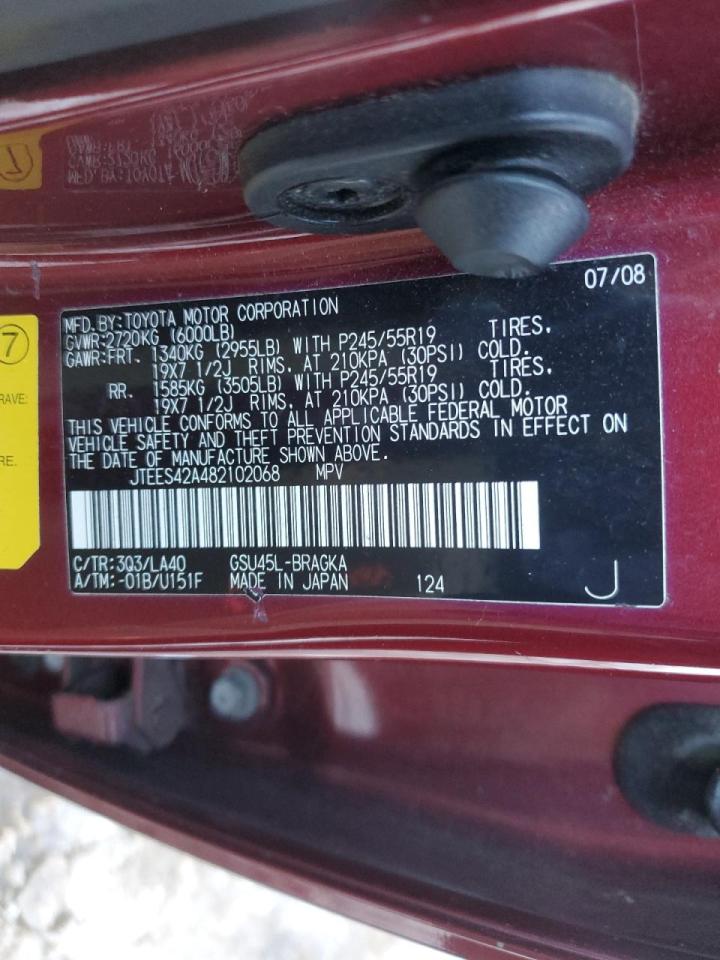 07/08
MFD.BY:TOYOTA MOTOR CORPORATION
GVWR:2720KG (6000LB)
GAWR:FRT. 1340KG (2955LB) WITH P245/55R19 TIRES,
19X7 1/2J RIMS, AT 210KPA (30PSI) COLD.
RR. 1585KG (3505LB) WITH P245/55R19 TIRES,
19X7 1/2J RIMS, AT 210KPA (30PSI) COLD.
THIS VEHICLE CONFORMS TO ALL APPLICABLE FEDERAL MOTOR
VEHICLE SAFETY AND THEFT PREVENTION STANDARDS IN EFFECT ON
THE DATE OF MANUFACTURE SHOWN ABOVE.
JTEES42A482102068 MPV
C/TR:3Q3/LA40 GSU45L-BRAGKA
A/TM:-01B/U151F MADE IN JAPAN 124 J
7
RAVE:
RE.